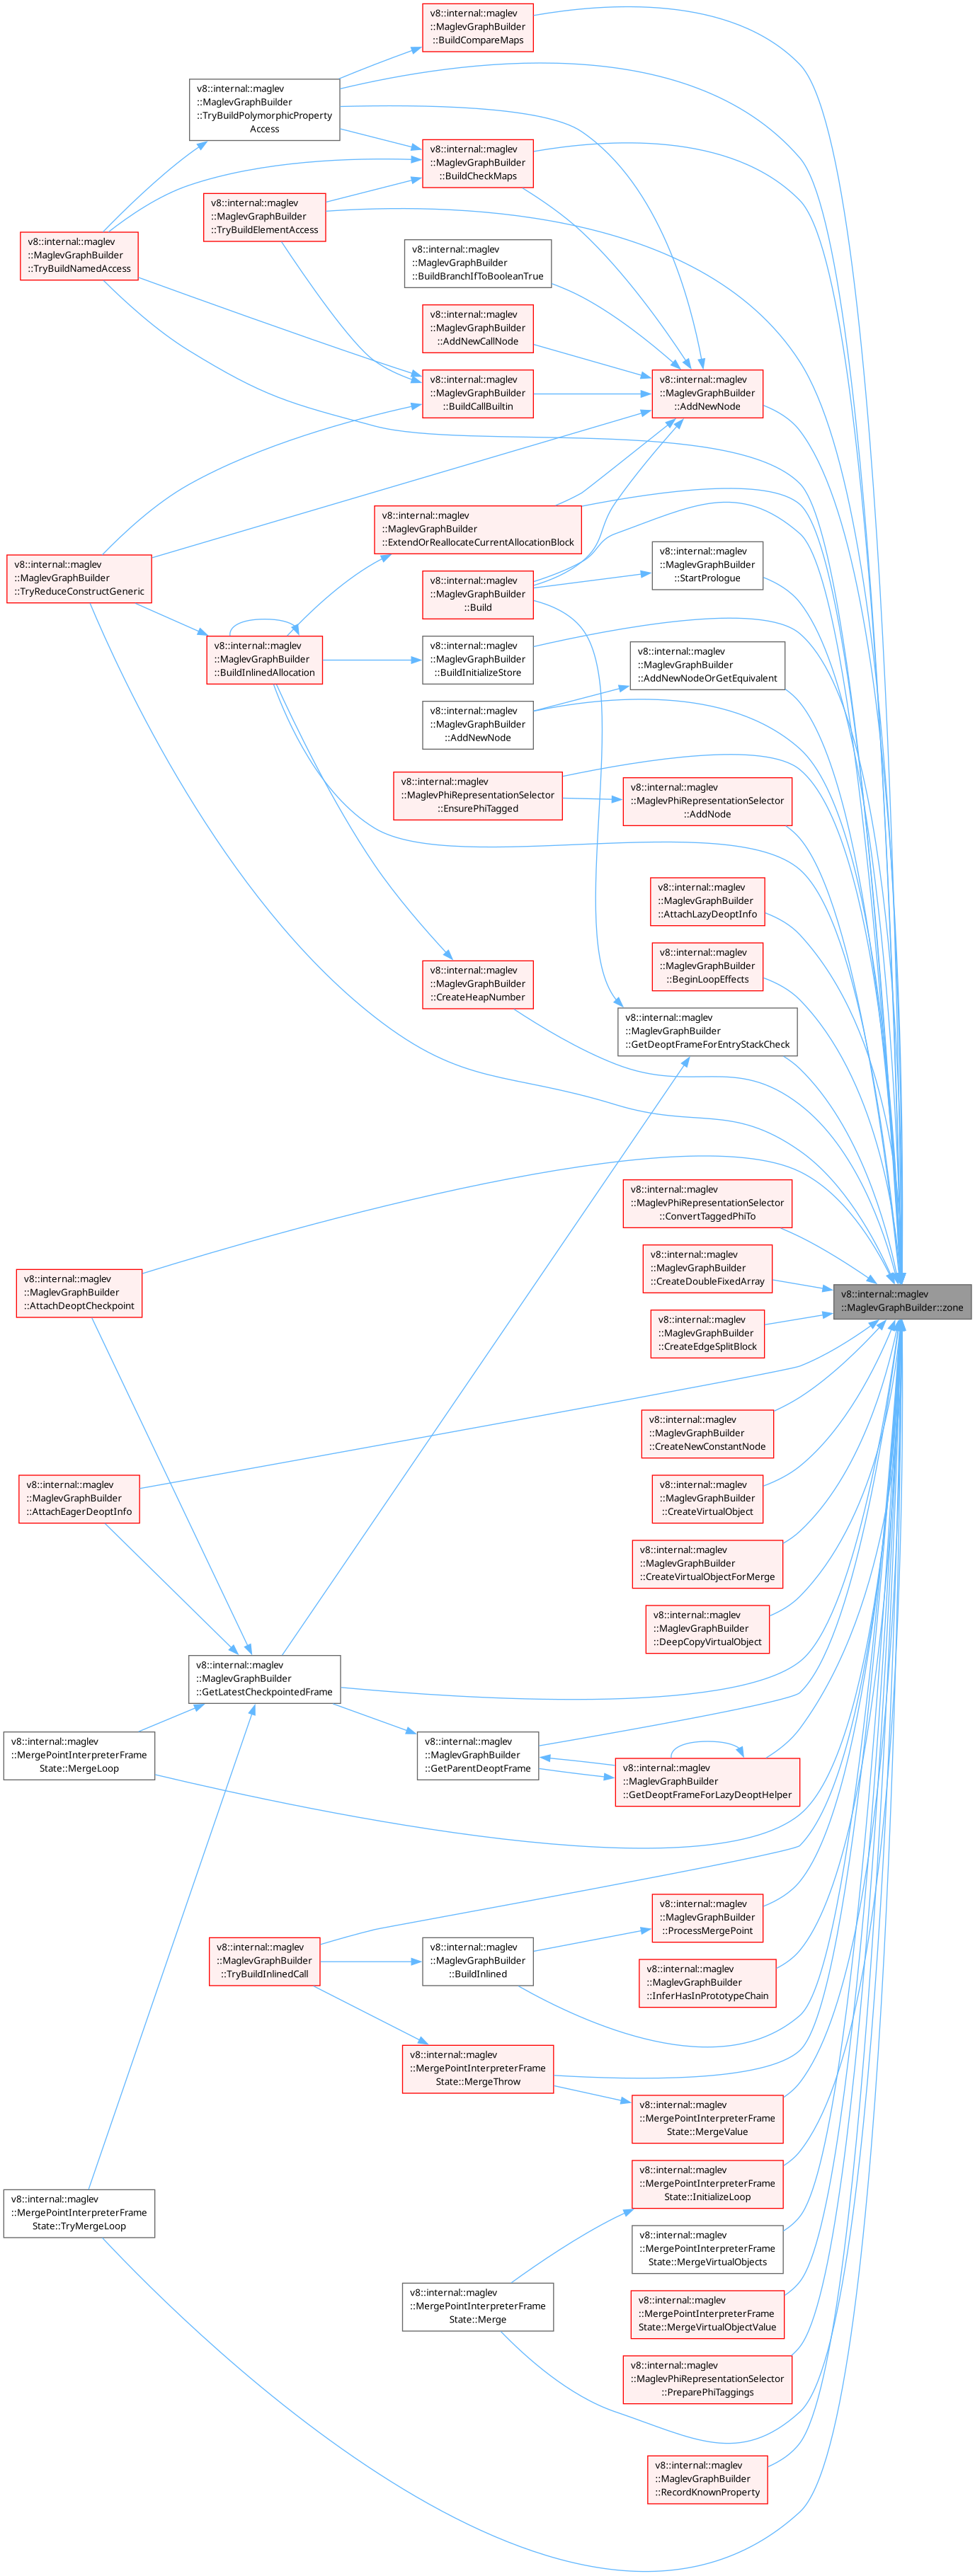 v8::internal::maglev
::MaglevGraphBuilder
::BuildCompareMaps
v8::internal::maglev
::MaglevGraphBuilder
::TryBuildPolymorphicProperty
Access
v8::internal::maglev
::MaglevGraphBuilder
::BuildCheckMaps
v8::internal::maglev
::MaglevGraphBuilder
::TryBuildElementAccess
v8::internal::maglev
::MaglevGraphBuilder
::TryBuildNamedAccess
v8::internal::maglev
::MaglevGraphBuilder
::BuildBranchIfToBooleanTrue
v8::internal::maglev
::MaglevGraphBuilder
::AddNewCallNode
v8::internal::maglev
::MaglevGraphBuilder
::BuildCallBuiltin
v8::internal::maglev
::MaglevGraphBuilder
::AddNewNode
v8::internal::maglev
::MaglevGraphBuilder
::ExtendOrReallocateCurrentAllocationBlock
v8::internal::maglev
::MaglevGraphBuilder
::StartPrologue
v8::internal::maglev
::MaglevGraphBuilder
::TryReduceConstructGeneric
v8::internal::maglev
::MaglevGraphBuilder
::Build
v8::internal::maglev
::MaglevGraphBuilder
::BuildInlinedAllocation
v8::internal::maglev
::MaglevGraphBuilder
::BuildInitializeStore
v8::internal::maglev
::MaglevGraphBuilder
::AddNewNodeOrGetEquivalent
v8::internal::maglev
::MaglevGraphBuilder
::AddNewNode
v8::internal::maglev
::MaglevPhiRepresentationSelector
::EnsurePhiTagged
v8::internal::maglev
::MaglevPhiRepresentationSelector
::AddNode
v8::internal::maglev
::MaglevGraphBuilder
::AttachLazyDeoptInfo
v8::internal::maglev
::MaglevGraphBuilder
::BeginLoopEffects
v8::internal::maglev
::MaglevGraphBuilder
::CreateHeapNumber
v8::internal::maglev
::MaglevGraphBuilder
::GetDeoptFrameForEntryStackCheck
v8::internal::maglev
::MaglevPhiRepresentationSelector
::ConvertTaggedPhiTo
v8::internal::maglev
::MaglevGraphBuilder
::CreateDoubleFixedArray
v8::internal::maglev
::MaglevGraphBuilder
::AttachDeoptCheckpoint
v8::internal::maglev
::MaglevGraphBuilder::zone
v8::internal::maglev
::MaglevGraphBuilder
::CreateEdgeSplitBlock
v8::internal::maglev
::MaglevGraphBuilder
::CreateNewConstantNode
v8::internal::maglev
::MaglevGraphBuilder
::AttachEagerDeoptInfo
v8::internal::maglev
::MaglevGraphBuilder
::CreateVirtualObject
v8::internal::maglev
::MaglevGraphBuilder
::CreateVirtualObjectForMerge
v8::internal::maglev
::MaglevGraphBuilder
::DeepCopyVirtualObject
v8::internal::maglev
::MaglevGraphBuilder
::GetLatestCheckpointedFrame
v8::internal::maglev
::MergePointInterpreterFrame
State::MergeLoop
v8::internal::maglev
::MaglevGraphBuilder
::GetParentDeoptFrame
v8::internal::maglev
::MaglevGraphBuilder
::GetDeoptFrameForLazyDeoptHelper
v8::internal::maglev
::MaglevGraphBuilder
::ProcessMergePoint
v8::internal::maglev
::MaglevGraphBuilder
::TryBuildInlinedCall
v8::internal::maglev
::MaglevGraphBuilder
::BuildInlined
v8::internal::maglev
::MaglevGraphBuilder
::InferHasInPrototypeChain
v8::internal::maglev
::MergePointInterpreterFrame
State::MergeThrow
v8::internal::maglev
::MergePointInterpreterFrame
State::MergeValue
v8::internal::maglev
::MergePointInterpreterFrame
State::InitializeLoop
v8::internal::maglev
::MergePointInterpreterFrame
State::TryMergeLoop
v8::internal::maglev
::MergePointInterpreterFrame
State::MergeVirtualObjects
v8::internal::maglev
::MergePointInterpreterFrame
State::Merge
v8::internal::maglev
::MergePointInterpreterFrame
State::MergeVirtualObjectValue
v8::internal::maglev
::MaglevPhiRepresentationSelector
::PreparePhiTaggings
v8::internal::maglev
::MaglevGraphBuilder
::RecordKnownProperty